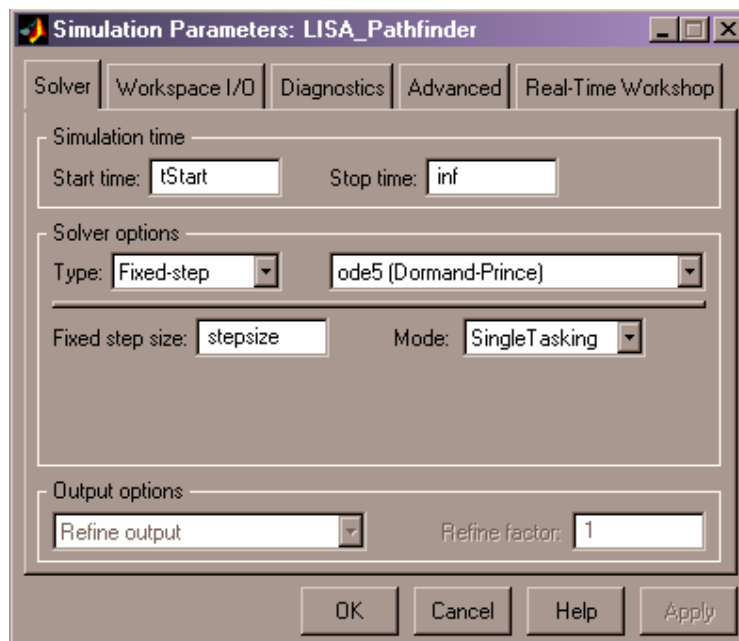 Simulation Parameters: LISA_Pathfinder
Solver Workspace I/O Diagnostics Advanced Real-Time Workshop
Simulation time
Start time: tStart Stop time: inf
Solver options
Type: Fixed-step ode5 (Dormand-Prince)
Fixed step size: stepsize Mode: SingleTasking
Output options
Refine output Refine factor: 1
OK Cancel Help Apply